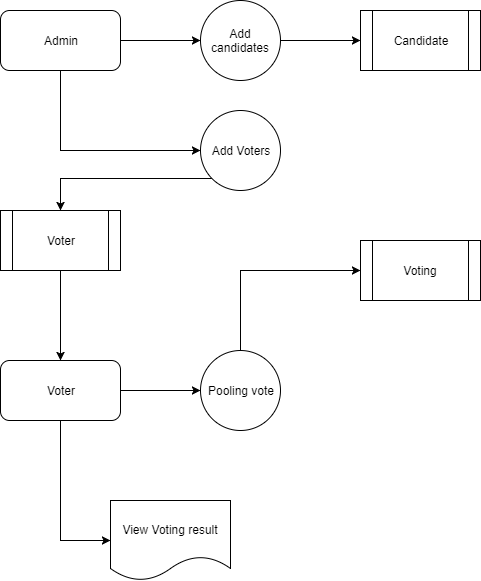 Admin
Add
candidates
Candidate
Add Voters
Voter
Voting
Voter
Pooling vote
View Voting result